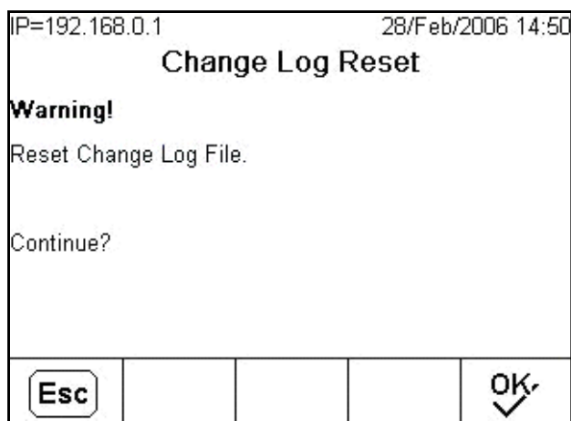 IP=192.168.0.1 28/Feb/2006 14:50
Change Log Reset
Warning!
Reset Change Log File.
Continue?
Esc OK